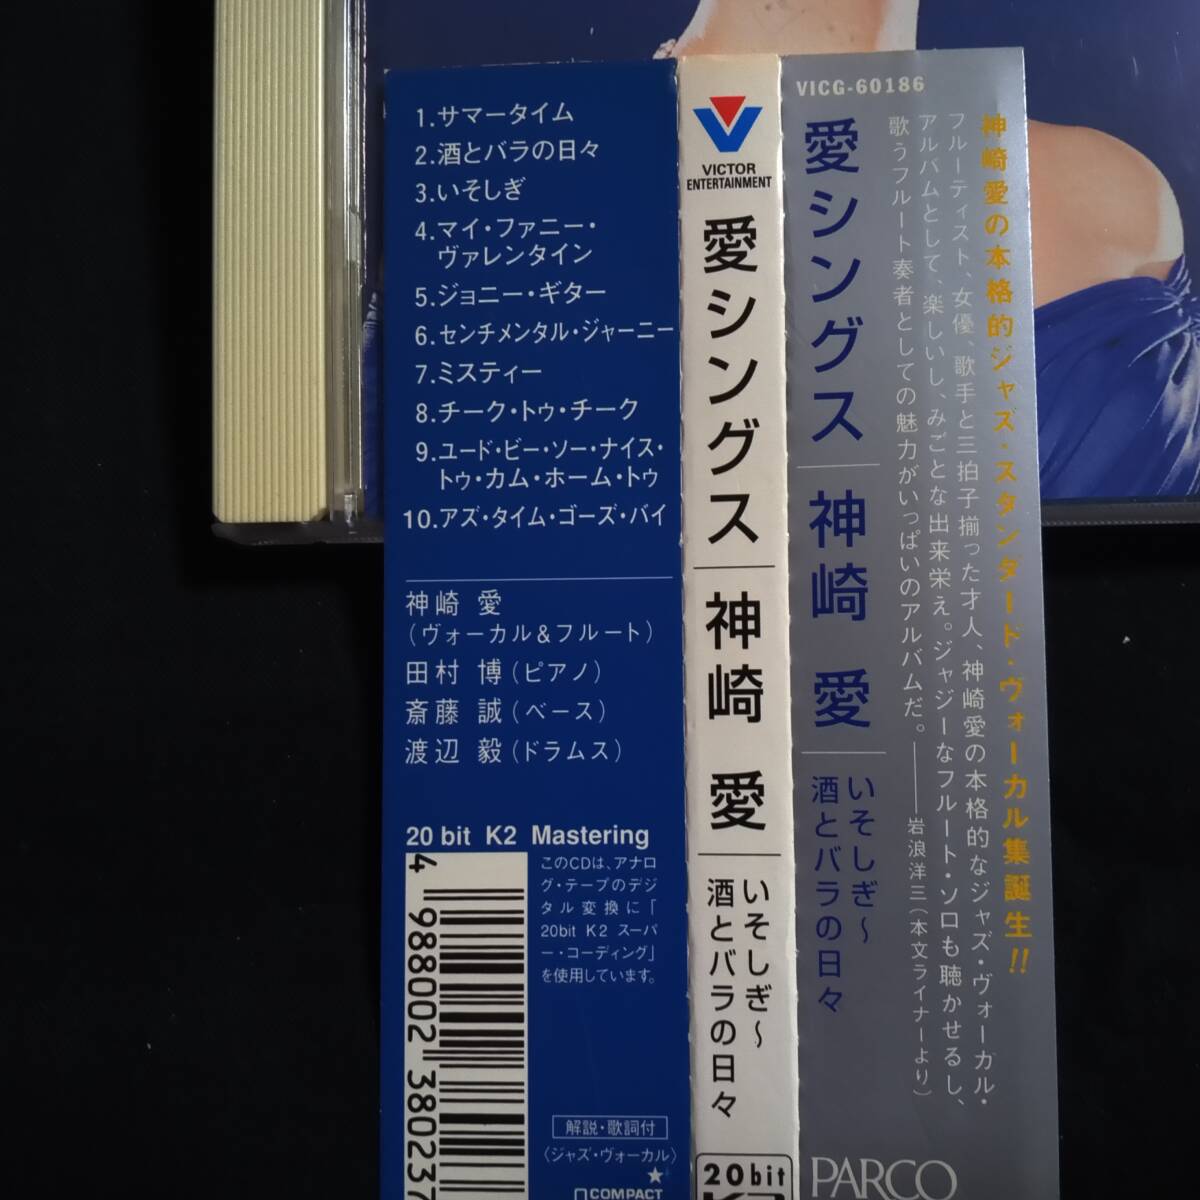 1.サマータイム
2.酒とバラの日々
3.いそしぎ
4.マイ・ファニー・
ヴァレンタイン
5.ジョニー・ギター
6.センチメンタル・ジャーニー
7.ミスティー
8.チーク・トゥ・チーク
9.ユード・ビー・ソー・ナイス・
トゥ・カム・ホーム・トゥ
10.アズ・タイム・ゴーズ・バイ
神崎 愛
(ヴォーカル&フルート)
田村 博(ピアノ)
斎藤 誠(ベース)
渡辺 毅(ドラムス)
20 bit K2 Mastering
このCDは、アナロ
グ・テープのデジ
タル変換に「
20bit K2 スーパ
ー・コーディング」
を使用しています。
4 988002 380237
解説・歌詞付
〈ジャズ・ヴォーカル〉
★
COMPACT
VICTOR
ENTERTAINMENT
愛シングス
神崎 愛
いそしぎ〜
酒とバラの日々
20bit
VICG-60186
愛シングス
神崎 愛
いそしぎ〜
酒とバラの日々
神崎愛の本格的ジャズ・スタンダード・ヴォーカル集誕生!!
フルーティスト、女優、歌手と三拍子揃った才人、神崎愛の本格的なジャズ・ヴォーカル・
アルバムとして、楽しいし、みごとな出来栄え。ジャジーなフルート・ソロも聴かせるし、
歌うフルート奏者としての魅力がいっぱいのアルバムだ。――岩浪洋三(本文ライナーより)
PARCO